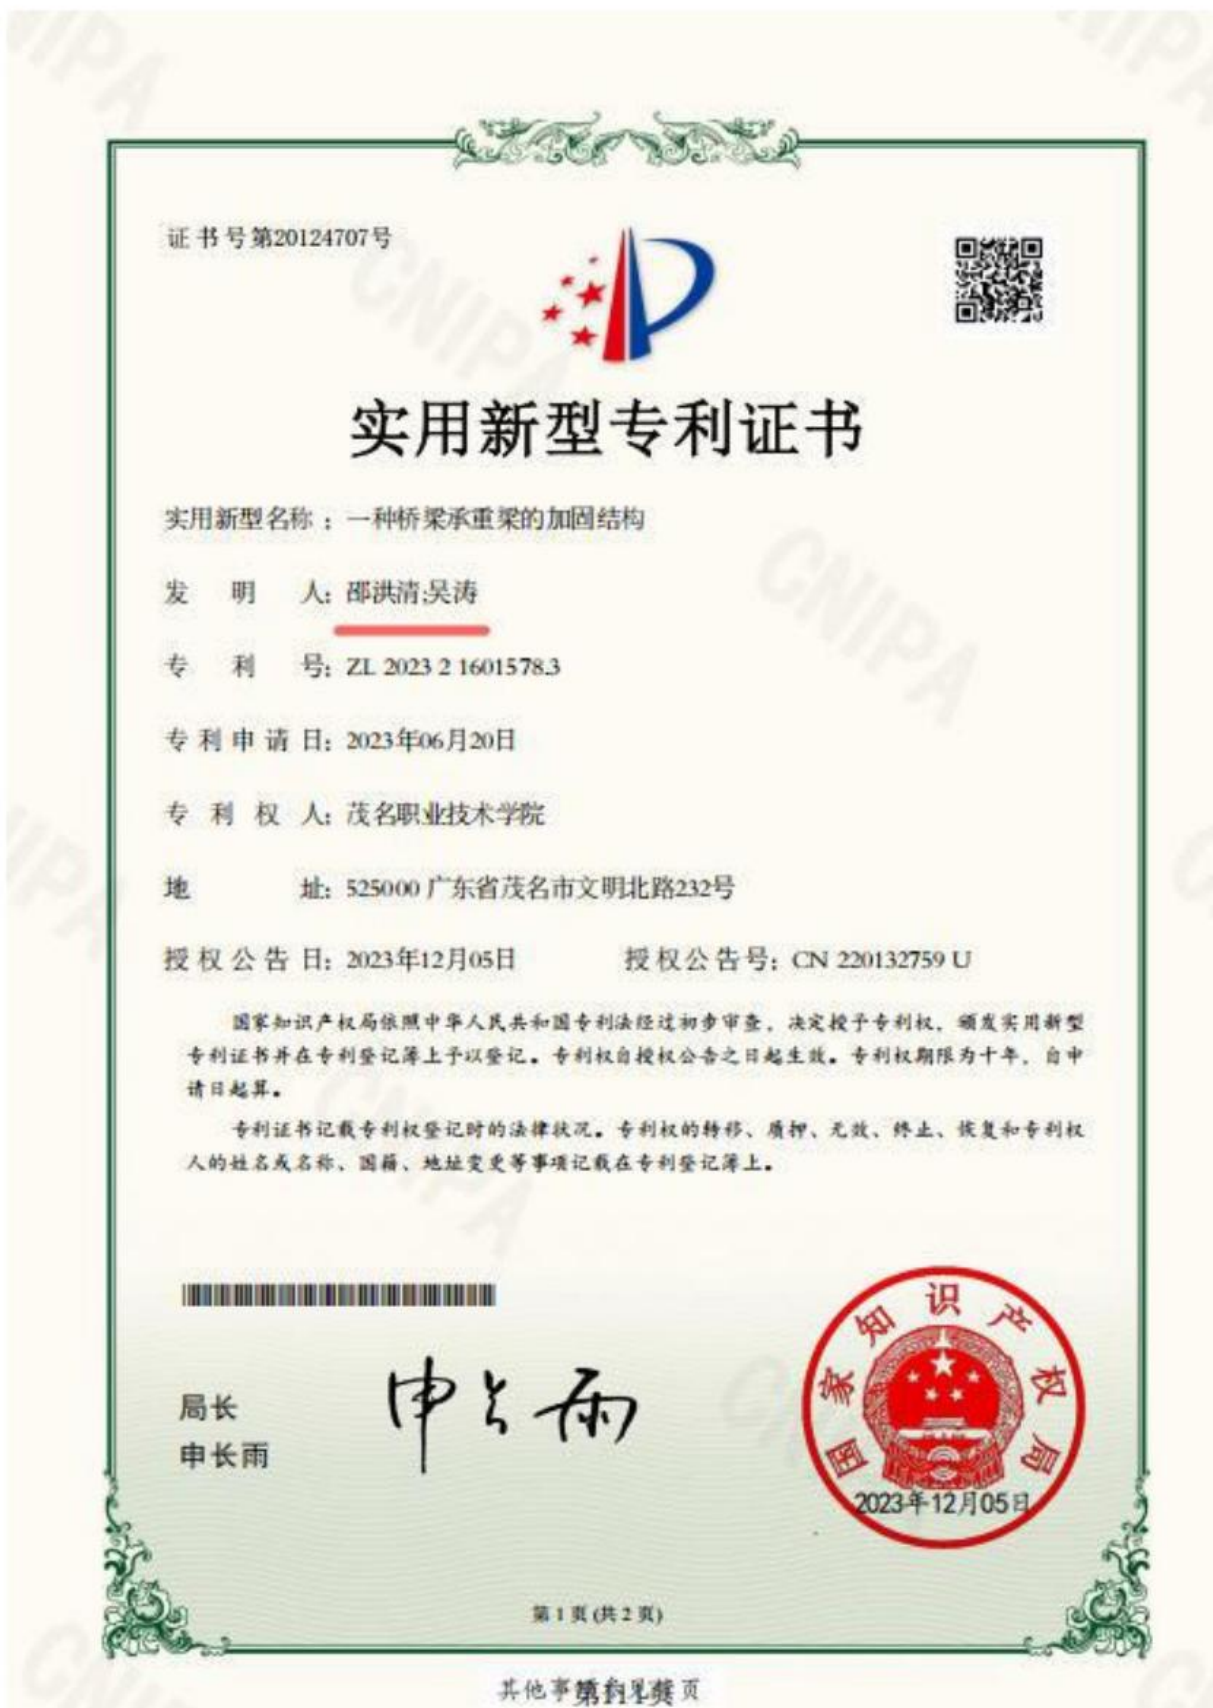 证书号第20124707号
实用新型专利证书
实用新型名称：一种桥梁承重梁的加固结构
发明人：邵洪清;吴涛
专利号：ZL 2023 2 1601578.3
专利申请日：2023年06月20日
专利权人：茂名职业技术学院
地址：525000 广东省茂名市文明北路232号
授权公告日：2023年12月05日 授权公告号：CN 220132759 U
国家知识产权局依照中华人民共和国专利法经过初步审查，决定授予专利权，颁发实用新型
专利证书并在专利登记簿上予以登记。专利权自授权公告之日起生效。专利权期限为十年，自申
请日起算。
专利证书记载专利权登记时的法律状况。专利权的转移、质押、无效、终止、恢复和专利权
人的姓名或名称、国籍、地址变更等事项记载在专利登记簿上。
局长
申长雨
申长雨
国家知识产权局
2023年12月05日
第 1 页 (共 2 页)
其他事
页
CNIPA